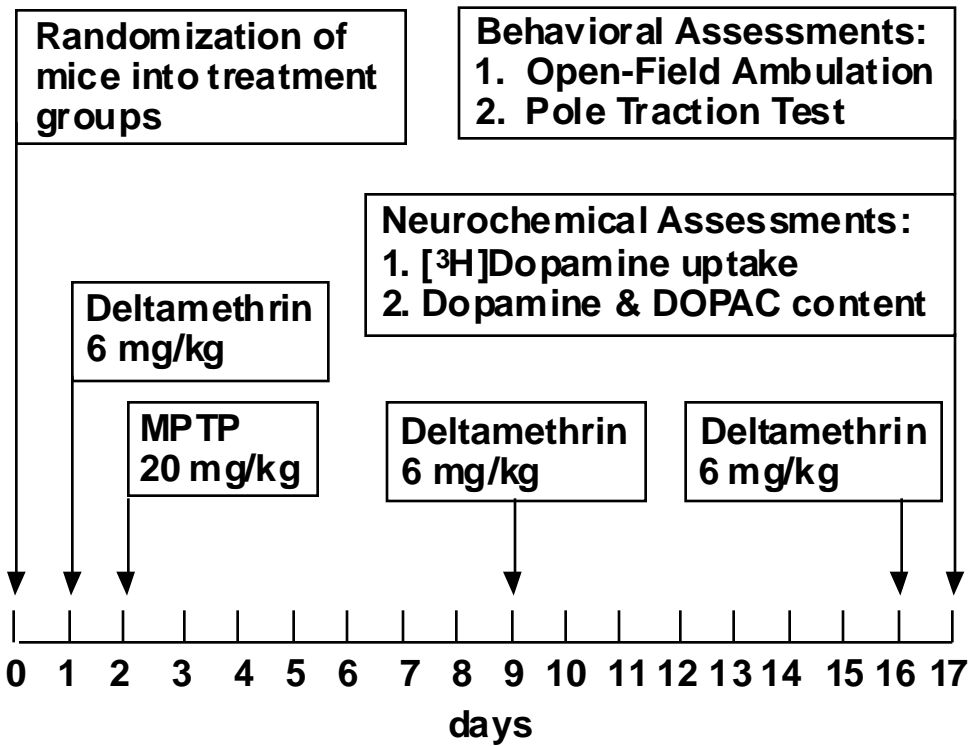 Randomization of
mice into treatment
groups
Behavioral Assessments:
1. Open-Field Ambulation
2. Pole Traction Test
Neurochemical Assessments:
1. [³H]Dopamine uptake
2. Dopamine & DOPAC content
Deltamethrin
6 mg/kg
MPTP
20 mg/kg
Deltamethrin
6 mg/kg
Deltamethrin
6 mg/kg
0 1 2 3 4 5 6 7 8 9 10 11 12 13 14 15 16 17
days